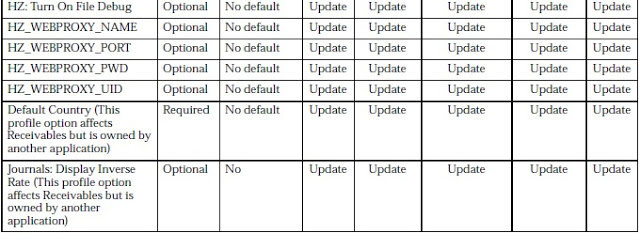 HZ: Turn On File Debug Optional No default Update Update Update Update Update
HZ_WEBPROXY_NAME Optional No default Update Update Update Update Update
HZ_WEBPROXY_PORT Optional No default Update Update Update Update Update
HZ_WEBPROXY_PWD Optional No default Update Update Update Update Update
HZ_WEBPROXY_UID Optional No default Update Update Update Update Update
Default Country (This Required No default Update Update Update Update Update
profile option affects
Receivables but is owned by
another application)
Journals: Display Inverse Optional No Update Update Update Update Update
Rate (This profile option
affects Receivables but is
owned by another
application)